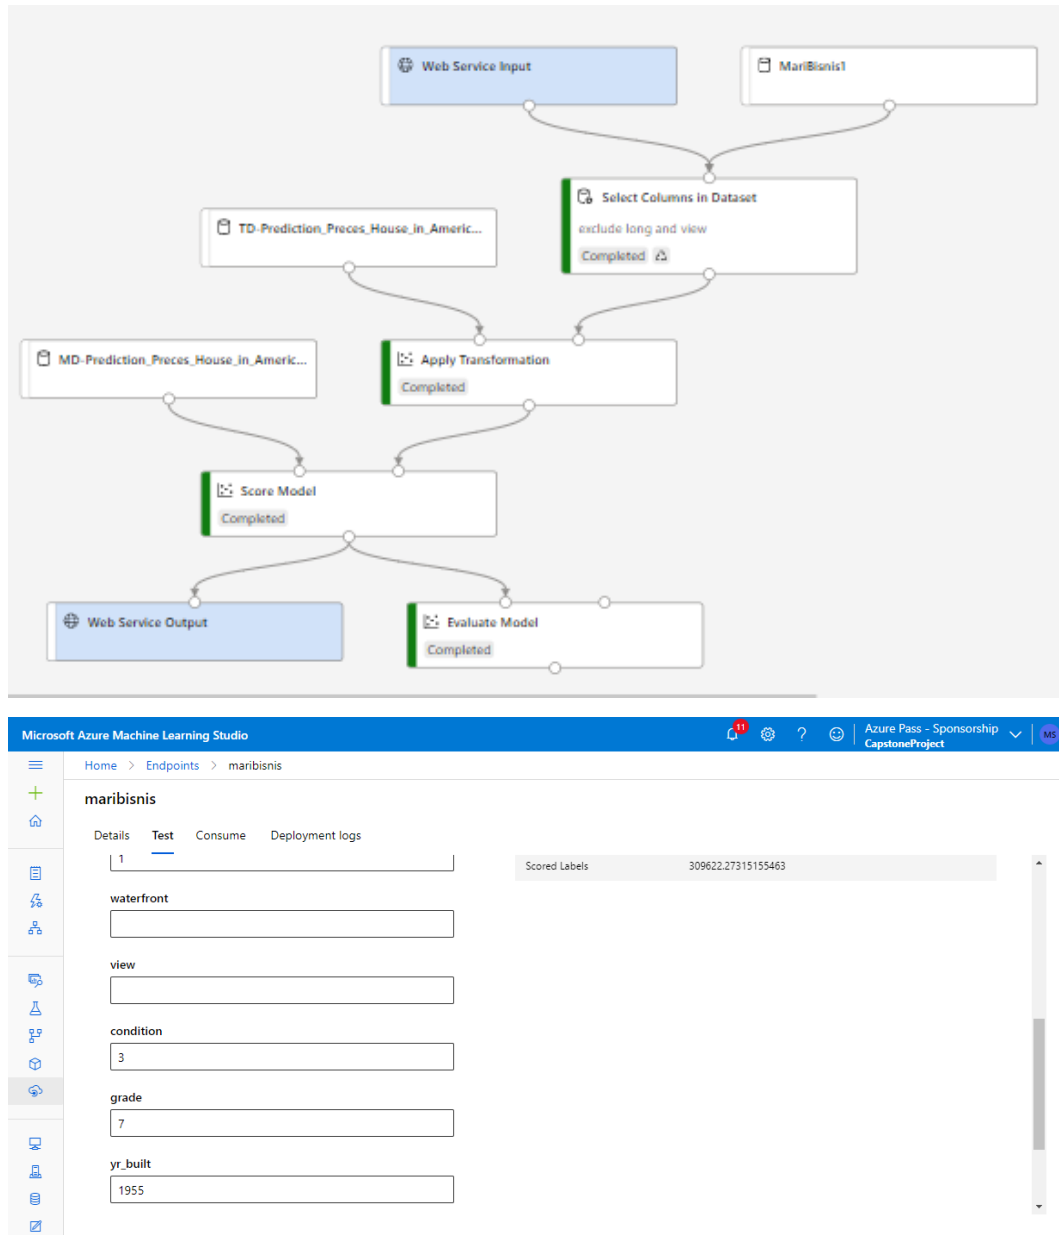 Web Service Input
MariBisnis1
Select Columns in Dataset
exclude long and view
Completed
TD-Prediction_Preces_House_in_Americ...
MD-Prediction_Preces_House_in_Americ...
Apply Transformation
Completed
Score Model
Completed
Web Service Output
Evaluate Model
Completed
Microsoft Azure Machine Learning Studio
11
Azure Pass - Sponsorship
CapstoneProject
MS
Home > Endpoints > maribisnis
maribisnis
Details Test Consume Deployment logs
1
Scored Labels 309622.27315155463
waterfront
view
condition
3
grade
7
yr_built
1955